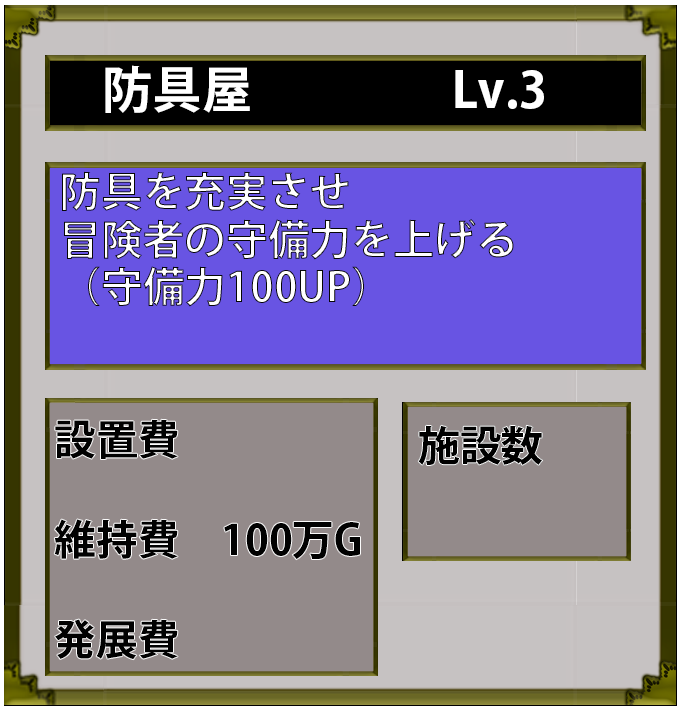 防具屋 Lv.3
防具を充実させ
冒険者の守備力を上げる
（守備力100UP）
設置費
維持費 100万G
発展費
施設数